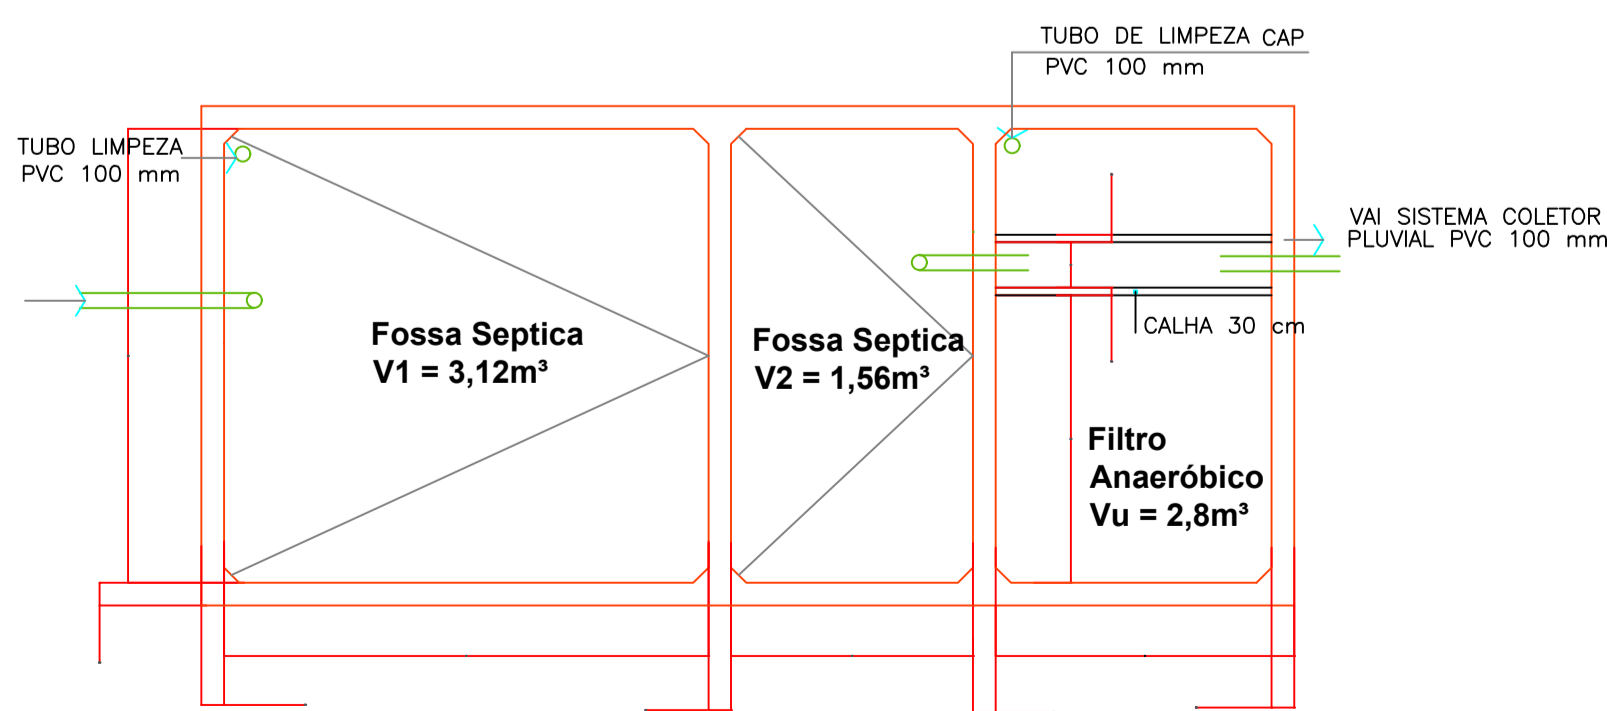 TUBO DE LIMPEZA CAP
PVC 100 mm
TUBO LIMPEZA
PVC 100 mm
VAI SISTEMA COLETOR
PLUVIAL PVC 100 mm
CALHA 30 cm
Fossa Septica
V1 = 3,12m³
Fossa Septica
V2 = 1,56m³
Filtro
Anaeróbico
Vu = 2,8m³